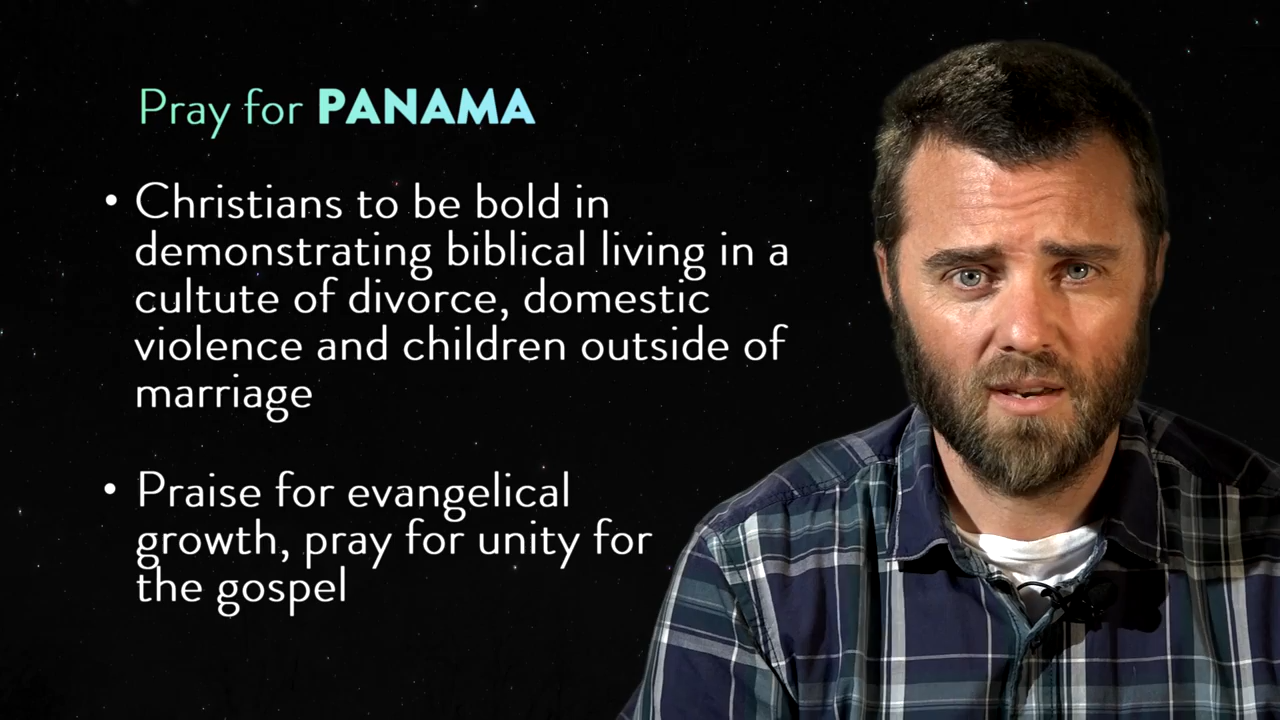 Pray for PANAMA
• Christians to be bold in
demonstrating biblical living in a
cultute of divorce, domestic
violence and children outside of
marriage
• Praise for evangelical
growth, pray for unity for
the gospel